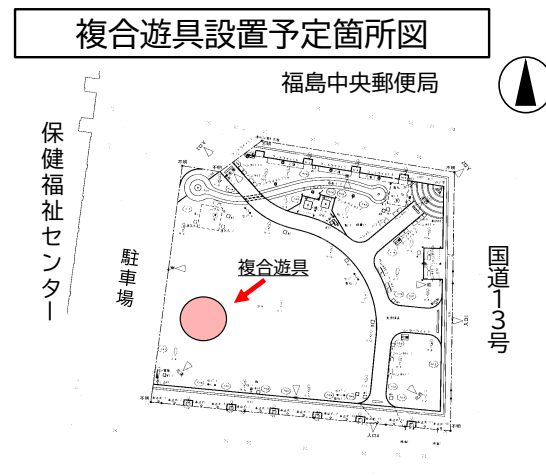 複合遊具設置予定箇所図
福島中央郵便局
保健福祉センター
駐車場
複合遊具
国道13号